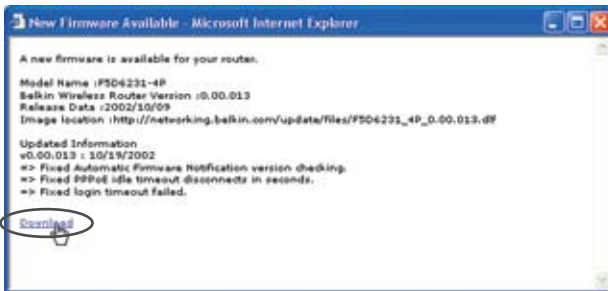 New Firmware Available - Microsoft Internet Explorer
A new firmware is available for your router.
Model Name :F5D6231-4P
Belkin Wireless Router Version :0.00.013
Release Data :2002/10/09
Image location :http://networking.belkin.com/update/files/F5D6231_4P_0.00.013.dlf
Updated Information
v0.00.013 : 10/19/2002
=> Fixed Automatic Firmware Notification version checking.
=> Fixed PPPoE idle timeout disconnects in seconds.
=> Fixed login timeout failed.
Download